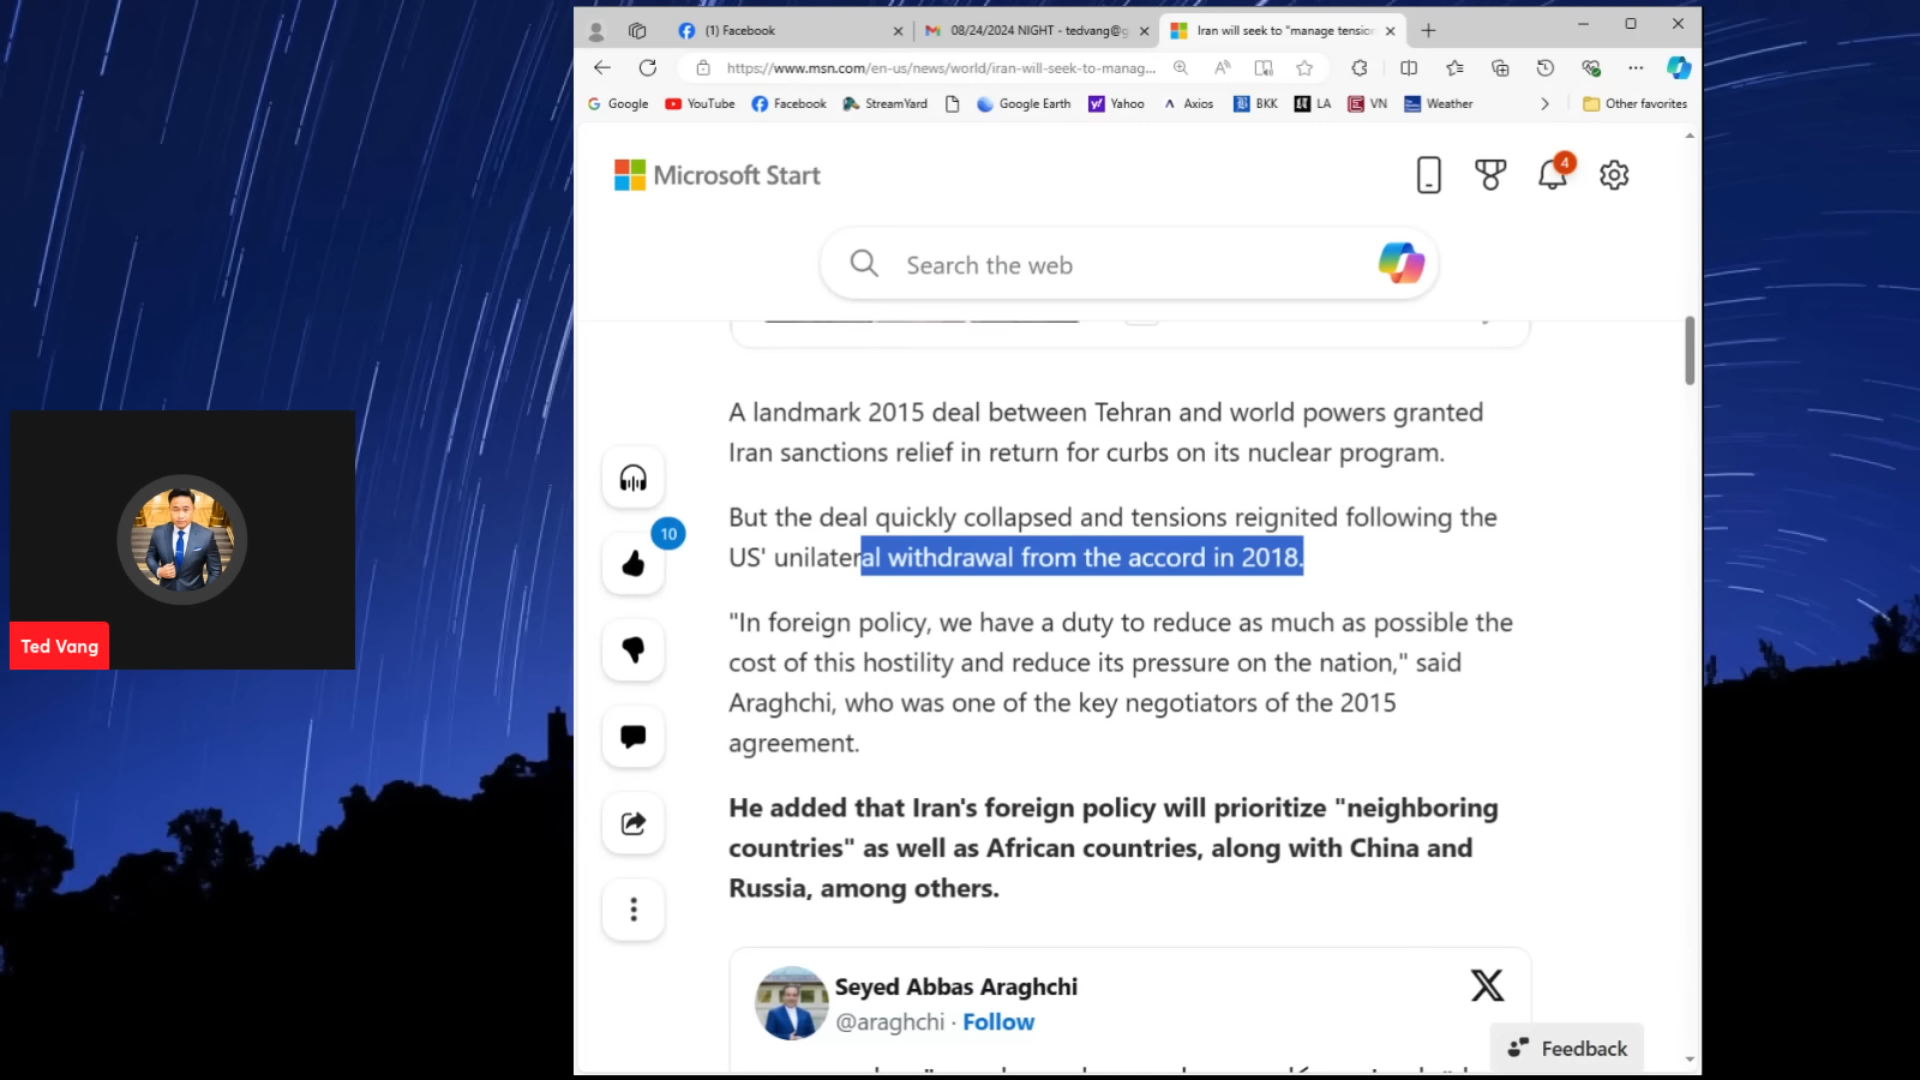 (1) Facebook
08/24/2024 NIGHT - tedvang@g
Iran will seek to "manage tension
https://www.msn.com/en-us/news/world/iran-will-seek-to-manag...
Google YouTube Facebook StreamYard Google Earth Yahoo Axios BKK LA VN Weather Other favorites
Microsoft Start
4
Search the web
A landmark 2015 deal between Tehran and world powers granted
Iran sanctions relief in return for curbs on its nuclear program.
10
But the deal quickly collapsed and tensions reignited following the
US' unilateral withdrawal from the accord in 2018.
"In foreign policy, we have a duty to reduce as much as possible the
cost of this hostility and reduce its pressure on the nation," said
Araghchi, who was one of the key negotiators of the 2015
agreement.
Ted Vang
He added that Iran's foreign policy will prioritize "neighboring
countries" as well as African countries, along with China and
Russia, among others.
Seyed Abbas Araghchi
@araghchi · Follow
Feedback